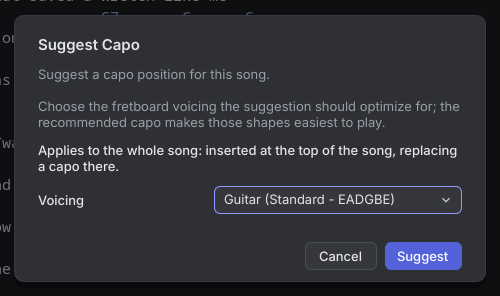 Suggest Capo
Suggest a capo position for this song.
Choose the fretboard voicing the suggestion should optimize for; the
recommended capo makes those shapes easiest to play.
Applies to the whole song: inserted at the top of the song, replacing
a capo there.
Voicing
Guitar (Standard - EADGBE)
Cancel
Suggest